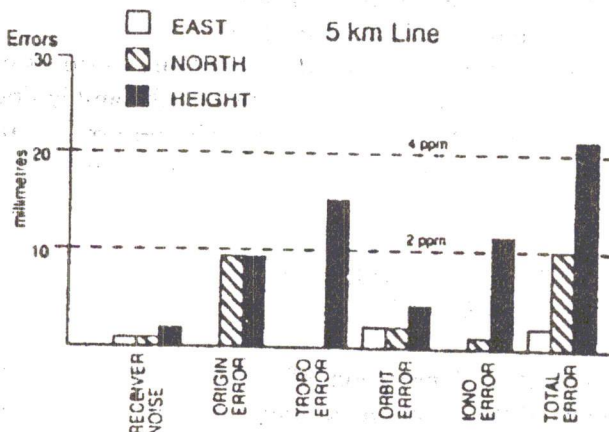 Errors
EAST
NORTH
HEIGHT
5 km Line
millimetres
30
20
10
4 ppm
2 ppm
RECEIVER
NOISE
ORIGIN
ERROR
TROPO
ERROR
ORBIT
ERROR
IONO
ERROR
TOTAL
ERROR